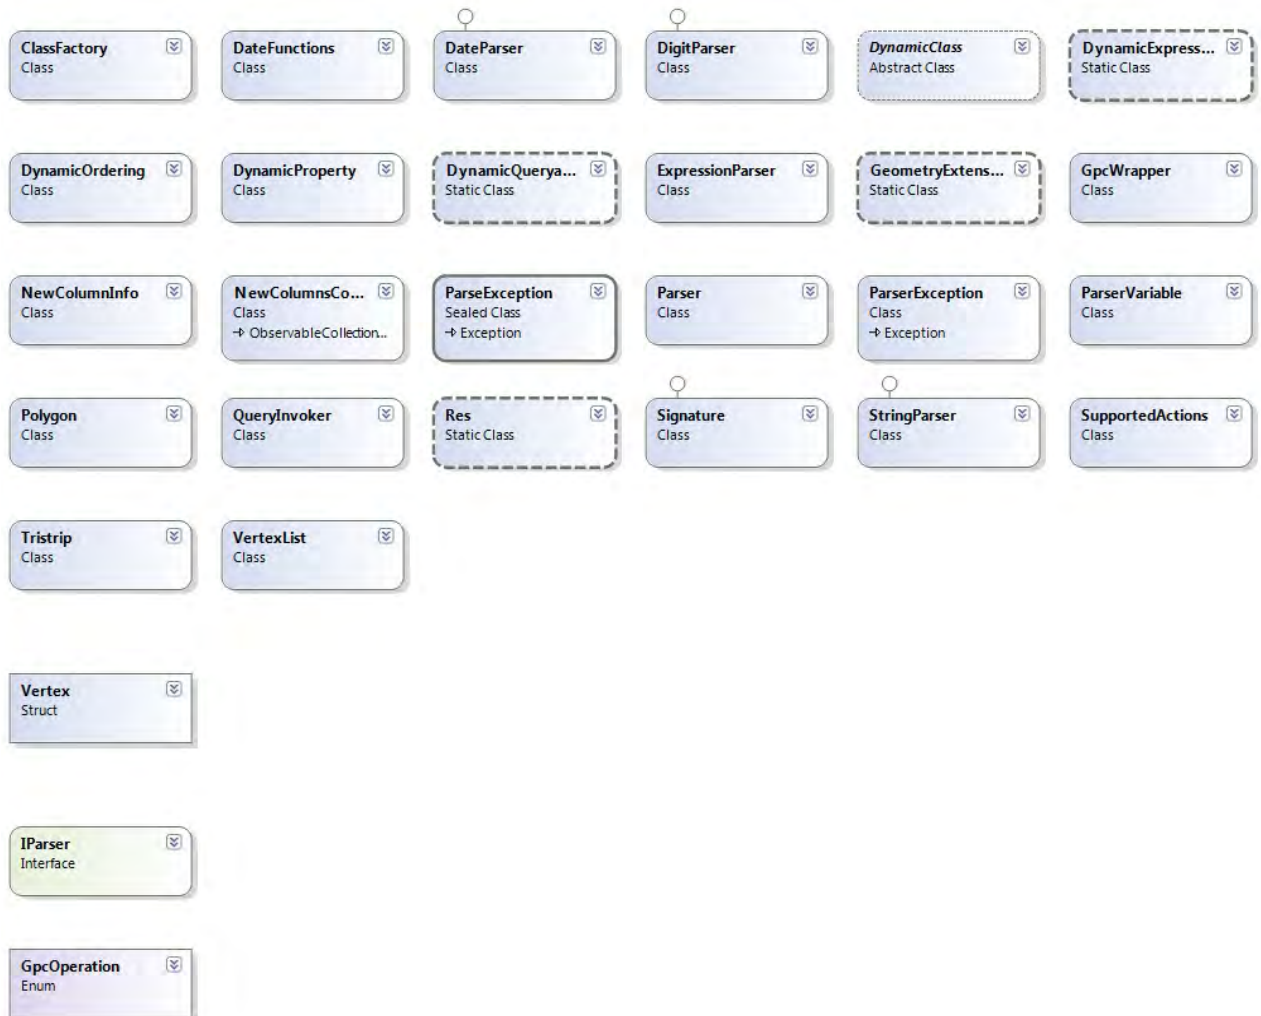 ClassFactory
Class
DateFunctions
Class
DateParser
Class
DigitParser
Class
DynamicClass
Abstract Class
DynamicExpress...
Static Class
DynamicOrdering
Class
DynamicProperty
Class
DynamicQuerya...
Static Class
ExpressionParser
Class
GeometryExtens...
Static Class
GpcWrapper
Class
NewColumnInfo
Class
NewColumnsCo...
Class
ObservableCollection...
ParseException
Sealed Class
Exception
Parser
Class
ParserException
Class
Exception
ParserVariable
Class
Polygon
Class
QueryInvoker
Class
Res
Static Class
Signature
Class
StringParser
Class
SupportedActions
Class
Tristrip
Class
VertexList
Class
Vertex
Struct
IParser
Interface
GpcOperation
Enum